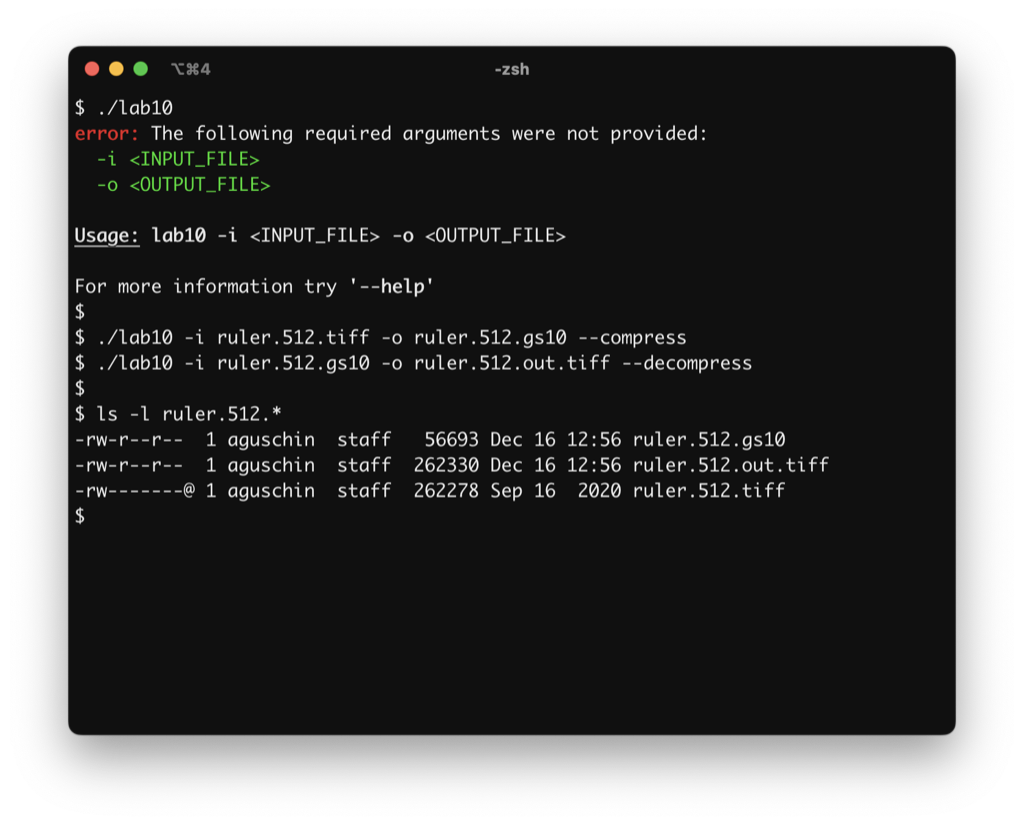 ⌥⌘4 -zsh
$ ./lab10
error: The following required arguments were not provided:
  -i <INPUT_FILE>
  -o <OUTPUT_FILE>
Usage: lab10 -i <INPUT_FILE> -o <OUTPUT_FILE>
For more information try '--help'
$
$ ./lab10 -i ruler.512.tiff -o ruler.512.gs10 --compress
$ ./lab10 -i ruler.512.gs10 -o ruler.512.out.tiff --decompress
$
$ ls -l ruler.512.*
-rw-r--r--  1 aguschin  staff   56693 Dec 16 12:56 ruler.512.gs10
-rw-r--r--  1 aguschin  staff  262330 Dec 16 12:56 ruler.512.out.tiff
-rw-------@ 1 aguschin  staff  262278 Sep 16  2020 ruler.512.tiff
$